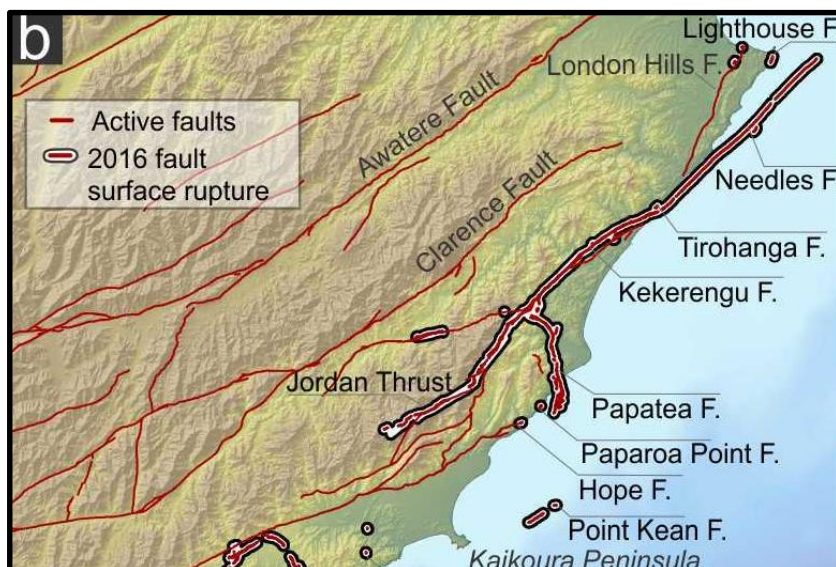 b
Lighthouse F
London Hills F.
Active faults
2016 fault
surface rupture
Awatere Fault
Clarence Fault
Needles F
Tirohanga F.
Kekerengu F.
Jordan Thrust
Papatea F.
Paparoa Point F.
Hope F.
Point Kean F.
Kaikoura Peninsula